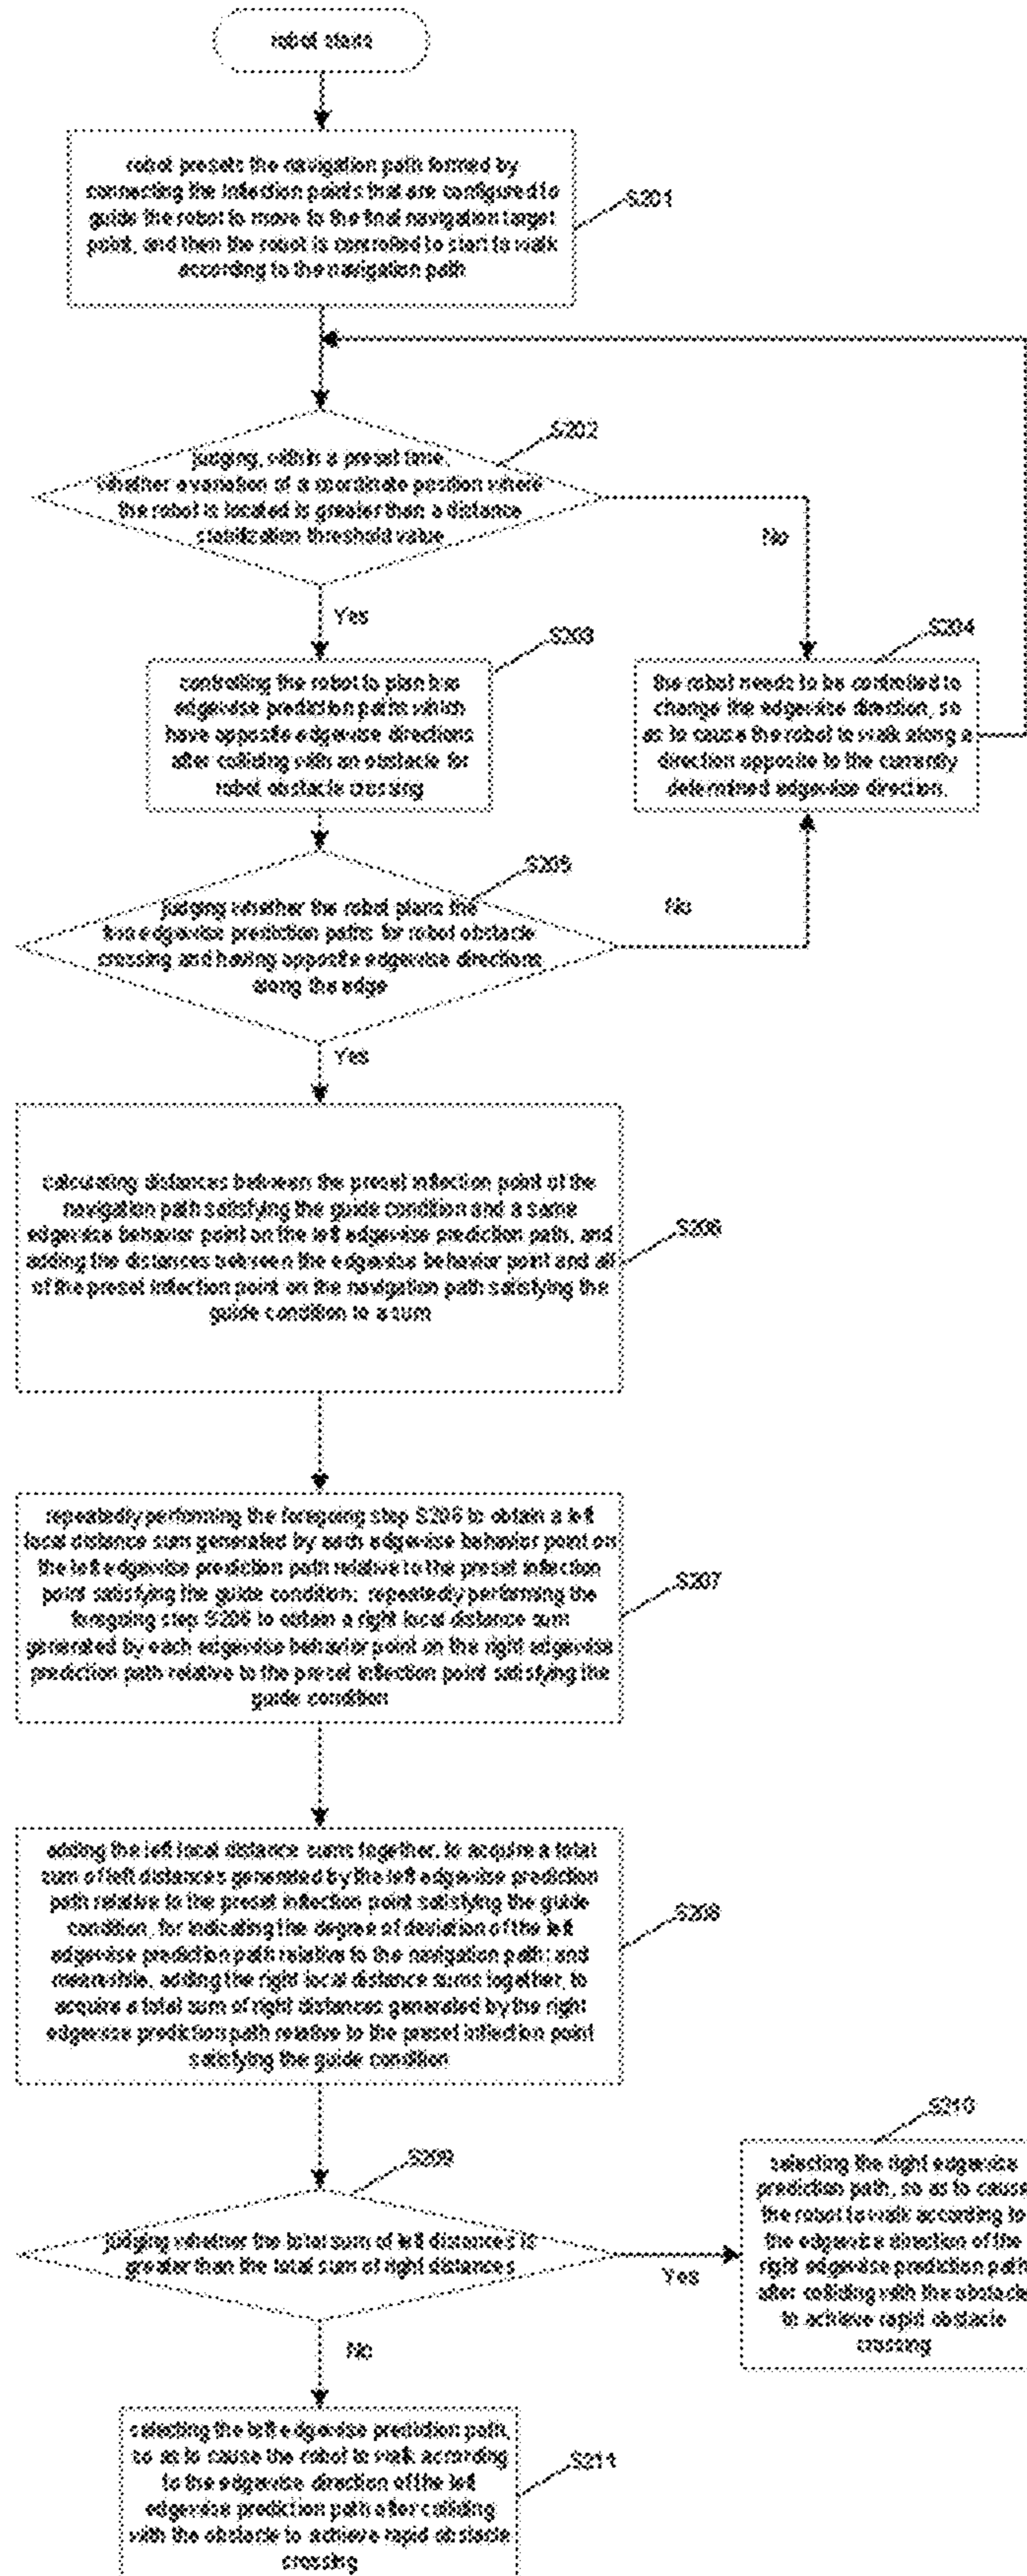 robot starts
robot presets the navigation path formed by
connecting the inflection points that are configured to
guide the robot to move to the final navigation target
point, and then the robot is controlled to start to walk
according to the navigation path
S201
S202
judging, within a preset time,
whether a variation of a coordinate position where
the robot is located is greater than a distance
stabilization threshold value
No
Yes
S203
controlling the robot to plan two
edgewise prediction paths which
have opposite edgewise directions
after colliding with an obstacle for
robot obstacle crossing
S204
the robot needs to be controlled to
change the edgewise direction, so
as to cause the robot to walk along a
direction opposite to the currently
determined edgewise direction.
S205
judging whether the robot plans the
two edgewise prediction paths for robot obstacle
crossing and having opposite edgewise directions
along the edge
No
Yes
calculating distances between the preset inflection point of the
navigation path satisfying the guide condition and a same
edgewise behavior point on the left edgewise prediction path, and
adding the distances between the edgewise behavior point and all
of the preset inflection point on the navigation path satisfying the
guide condition to a sum
S206
repeatedly performing the foregoing step S206 to obtain a left
local distance sum generated by each edgewise behavior point on
the left edgewise prediction path relative to the preset inflection
point satisfying the guide condition; repeatedly performing the
foregoing step S206 to obtain a right local distance sum
generated by each edgewise behavior point on the right edgewise
prediction path relative to the preset inflection point satisfying the
guide condition
S207
adding the left local distance sums together, to acquire a total
sum of left distances generated by the left edgewise prediction
path relative to the preset inflection point satisfying the guide
condition, for indicating the degree of deviation of the left
edgewise prediction path relative to the navigation path; and
meanwhile, adding the right local distance sums together, to
acquire a total sum of right distances generated by the right
edgewise prediction path relative to the preset inflection point
satisfying the guide condition
S208
S209
judging whether the total sum of left distances is
greater than the total sum of right distances
Yes
No
S210
selecting the right edgewise
prediction path, so as to cause
the robot to walk according to
the edgewise direction of the
right edgewise prediction path
after colliding with the obstacle
to achieve rapid obstacle
crossing
selecting the left edgewise prediction path,
so as to cause the robot to walk according
to the edgewise direction of the left
edgewise prediction path after colliding
with the obstacle to achieve rapid obstacle
crossing
S211